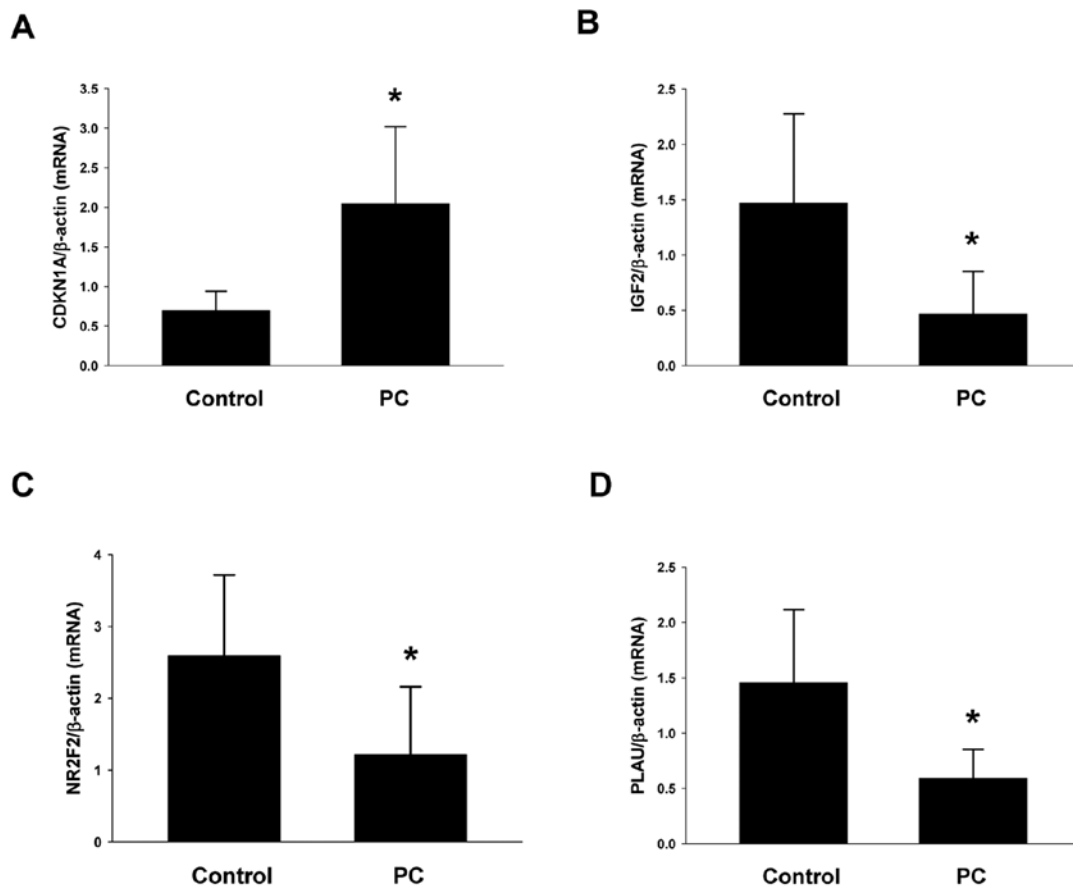 A
CDKN1A/β-actin (mRNA)
3.5
3.0
2.5
2.0
1.5
1.0
0.5
0.0
*
Control PC
B
IGF2/β-actin (mRNA)
2.5
2.0
1.5
1.0
0.5
0.0
*
Control PC
C
NR2F2/β-actin (mRNA)
4
3
2
1
0
*
Control PC
D
PLAU/β-actin (mRNA)
2.5
2.0
1.5
1.0
0.5
0.0
*
Control PC